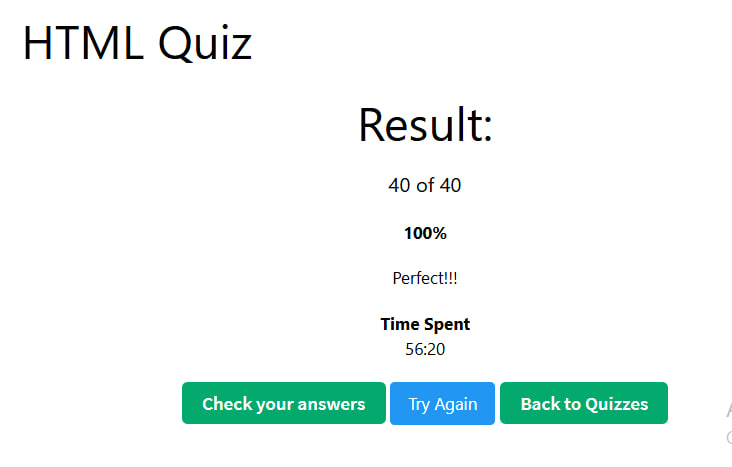 HTML Quiz
Result:
40 of 40
100%
Perfect!!!
Time Spent
56:20
Check your answers Try Again Back to Quizzes